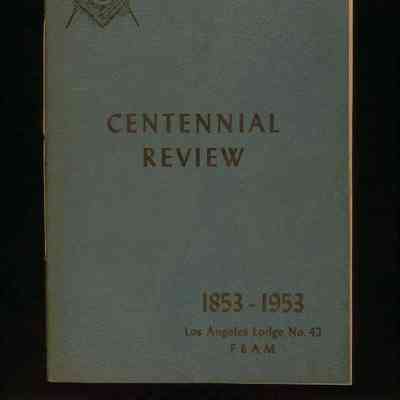 CENTENNIAL
REVIEW
1853-1953
Los Angeles Lodge No. 42
F & A M